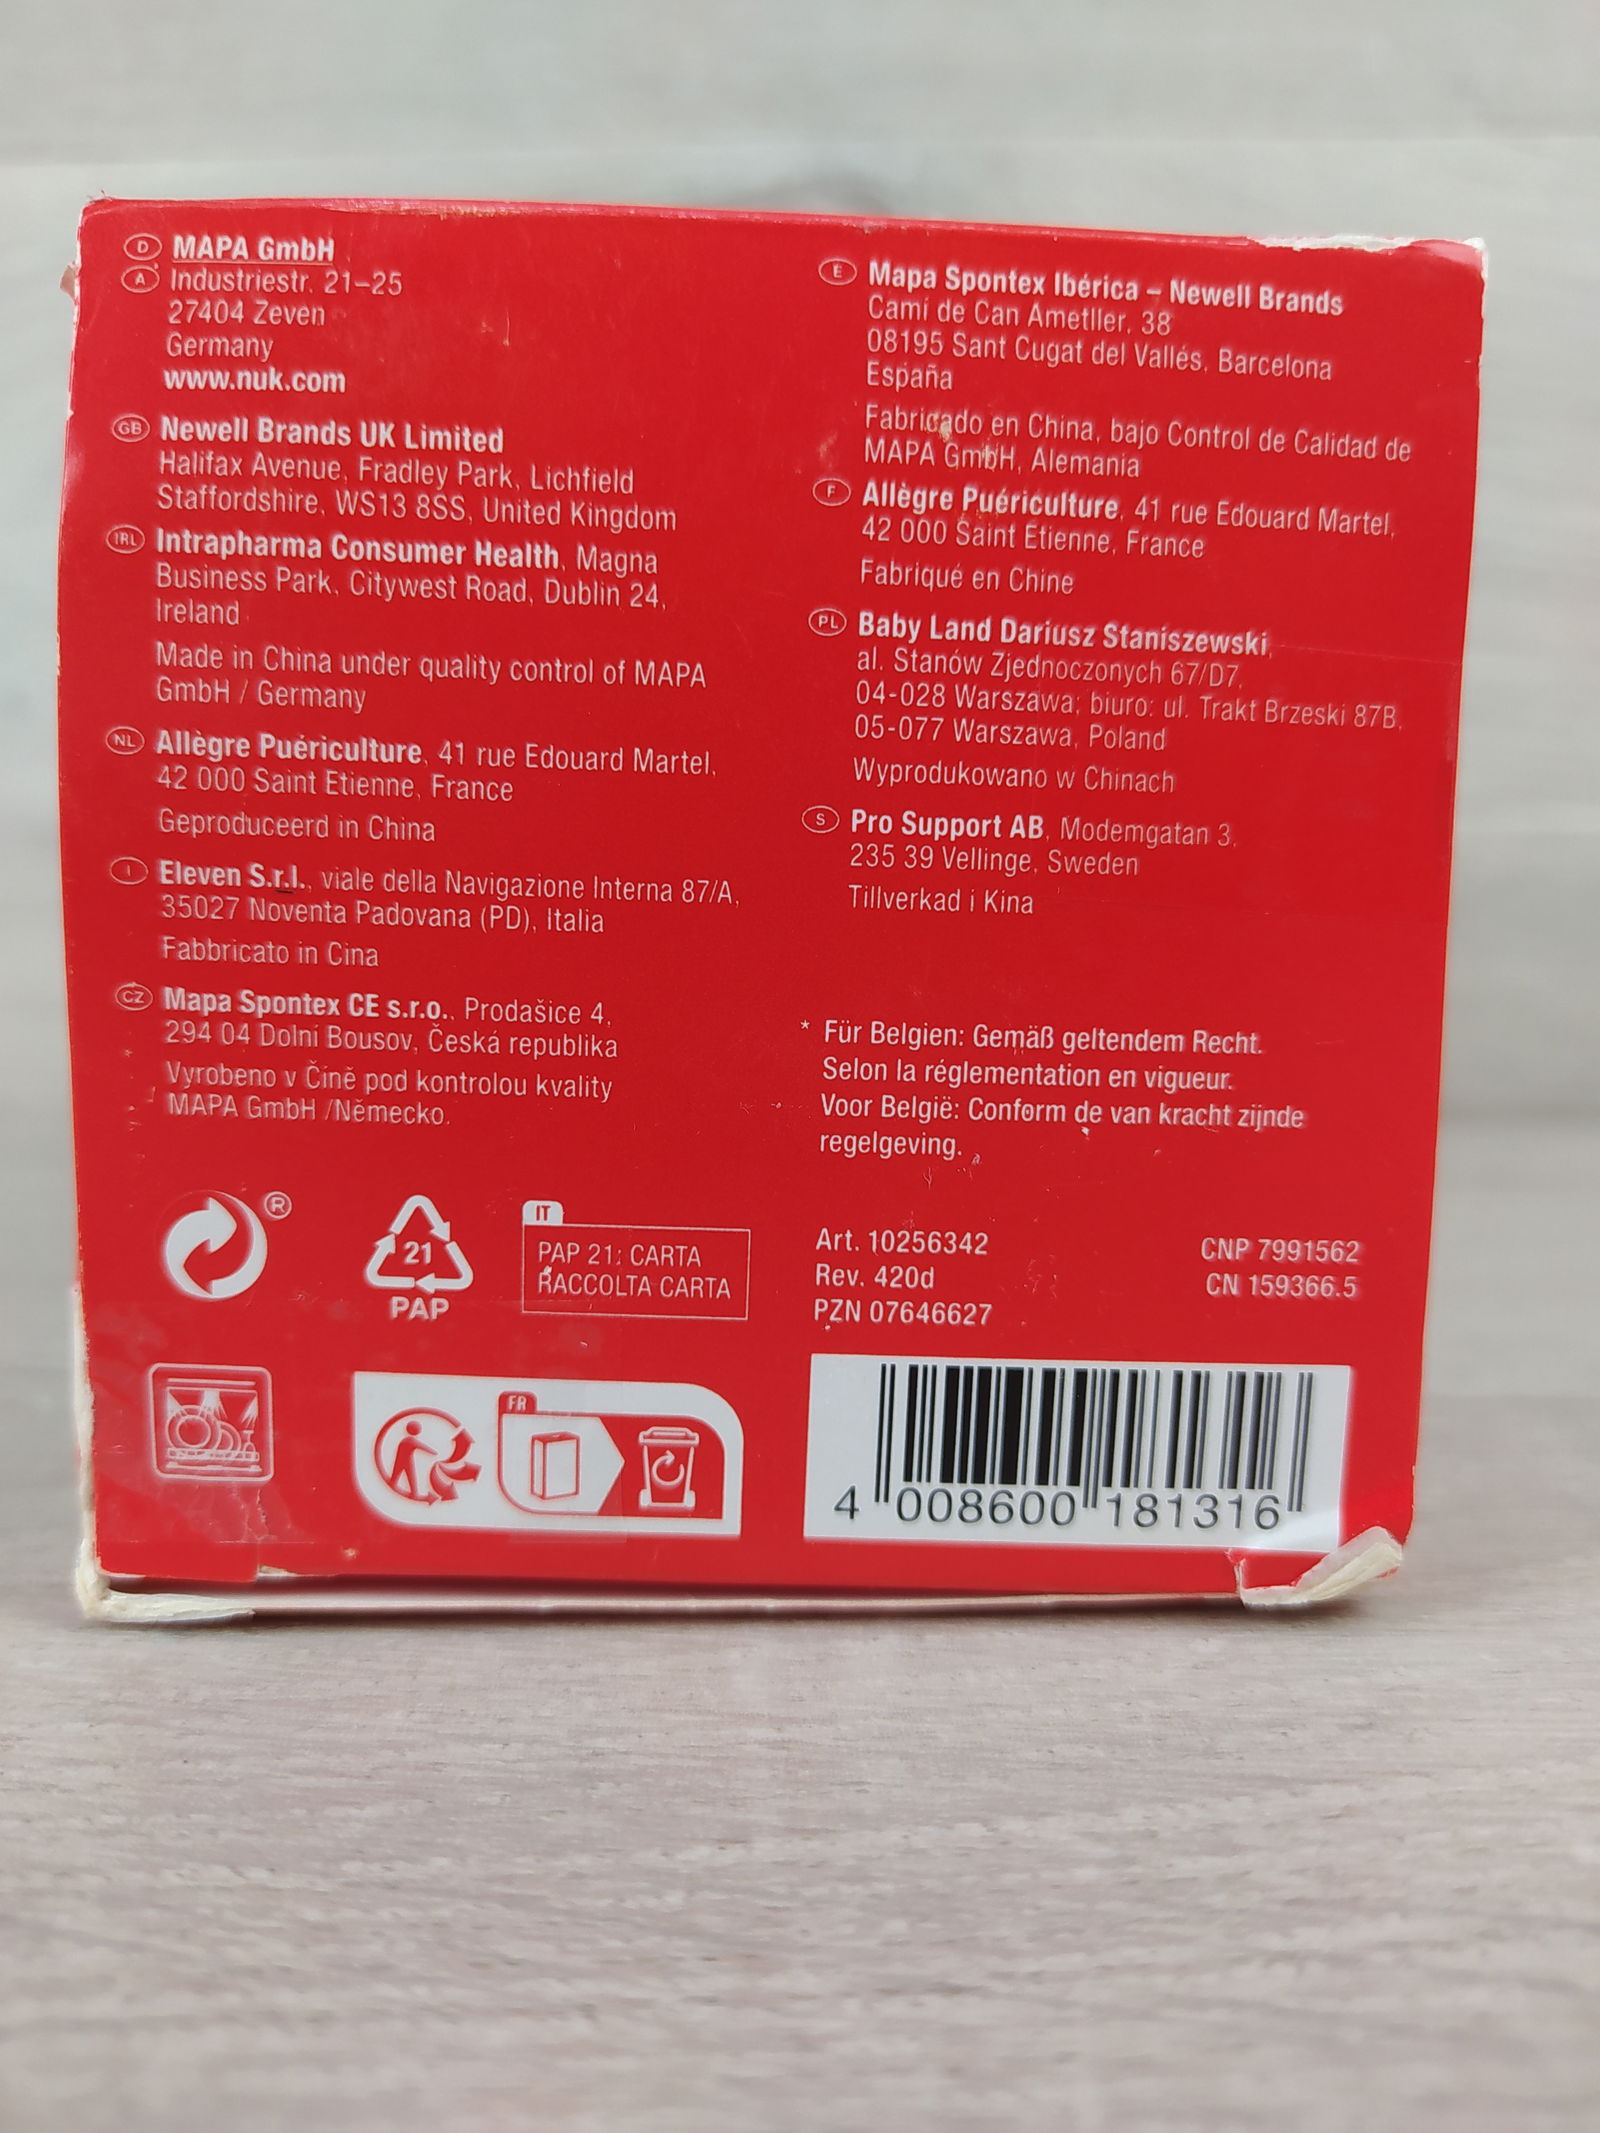 D MAPA GmbH
A Industriestr. 21–25
27404 Zeven
Germany
www.nuk.com
GB Newell Brands UK Limited
Halifax Avenue, Fradley Park, Lichfield
Staffordshire, WS13 8SS, United Kingdom
IRL Intrapharma Consumer Health, Magna
Business Park, Citywest Road, Dublin 24,
Ireland
Made in China under quality control of MAPA
GmbH / Germany
NL Allègre Puériculture, 41 rue Edouard Martel,
42 000 Saint Etienne, France
Geproduceerd in China
I Eleven S.r.l., viale della Navigazione Interna 87/A,
35027 Noventa Padovana (PD), Italia
Fabbricato in Cina
CZ Mapa Spontex CE s.r.o., Prodašice 4,
294 04 Dolní Bousov, Česká republika
Vyrobeno v Číně pod kontrolou kvality
MAPA GmbH /Německo.
E Mapa Spontex Ibérica – Newell Brands
Camí de Can Ametller, 38
08195 Sant Cugat del Vallés, Barcelona
España
Fabricado en China, bajo Control de Calidad de
MAPA GmbH, Alemania
F Allègre Puériculture, 41 rue Edouard Martel,
42 000 Saint Etienne, France
Fabriqué en Chine
PL Baby Land Dariusz Staniszewski,
al. Stanów Zjednoczonych 67/D7,
04-028 Warszawa; biuro: ul. Trakt Brzeski 87B,
05-077 Warszawa, Poland
Wyprodukowano w Chinach
S Pro Support AB, Modemgatan 3,
235 39 Vellinge, Sweden
Tillverkad i Kina
* Für Belgien: Gemäß geltendem Recht.
Selon la réglementation en vigueur.
Voor België: Conform de van kracht zijnde
regelgeving.
®
21
PAP
IT
PAP 21: CARTA
RACCOLTA CARTA
Art. 10256342
Rev. 420d
PZN 07646627
CNP 7991562
CN 159366.5
FR
4 008600 181316